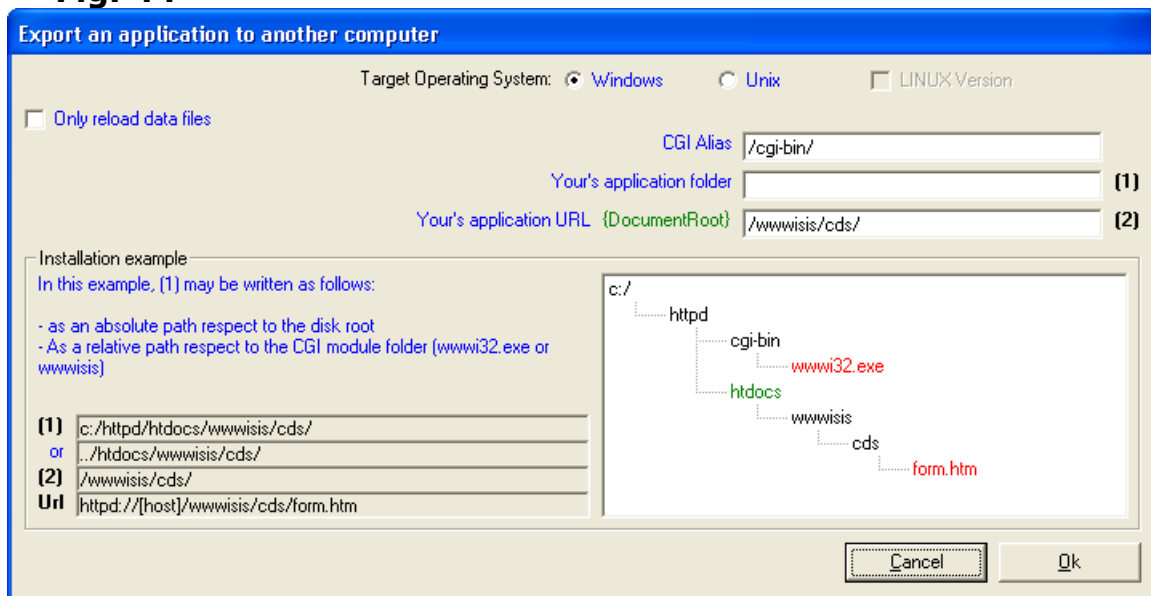 Export an application to another computer
Target Operating System: Windows Unix LINUX Version
Only reload data files
CGI Alias /cgi-bin/
Your's application folder (1)
Your's application URL {DocumentRoot} /wwwisis/cds/ (2)
Installation example
In this example, (1) may be written as follows:
- as an absolute path respect to the disk root
- As a relative path respect to the CGI module folder (wwwi32.exe or
wwwisis)
(1) c:/httpd/htdocs/wwwisis/cds/
or ../htdocs/wwwisis/cds/
(2) /wwwisis/cds/
Url httpd://[host]/wwwisis/cds/form.htm
c:/
httpd
cgi-bin
wwwi32.exe
htdocs
wwwisis
cds
form.htm
Cancel Ok